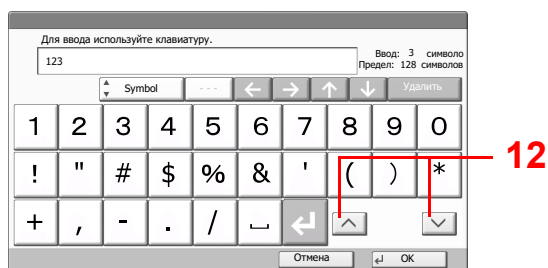 Для ввода используйте клавиатуру.
Ввод: 3 символо
123
Предел: 128 символов
Symbol - - - ← → ↑ ↓ Удалить
1 2 3 4 5 6 7 8 9 0
! " # $ % & ' ( ) *
12
+ , - . /
Отмена OK